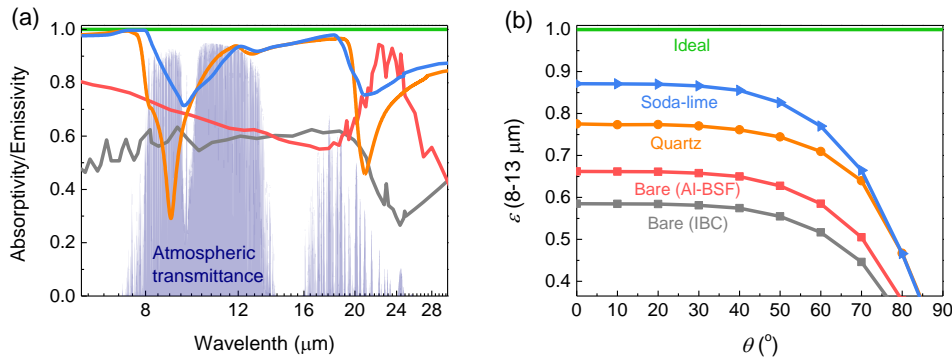 (a)
Absorptivity/Emissivity
1.0
0.8
0.6
0.4
0.2
0.0
Atmospheric
transmittance
8
12
16
20
24
28
Wavelenth (μm)
(b)
ε (8-13 μm)
1.0
0.9
0.8
0.7
0.6
0.5
0.4
Ideal
Soda-lime
Quartz
Bare (Al-BSF)
Bare (IBC)
0
10
20
30
40
50
60
70
80
90
θ (°)